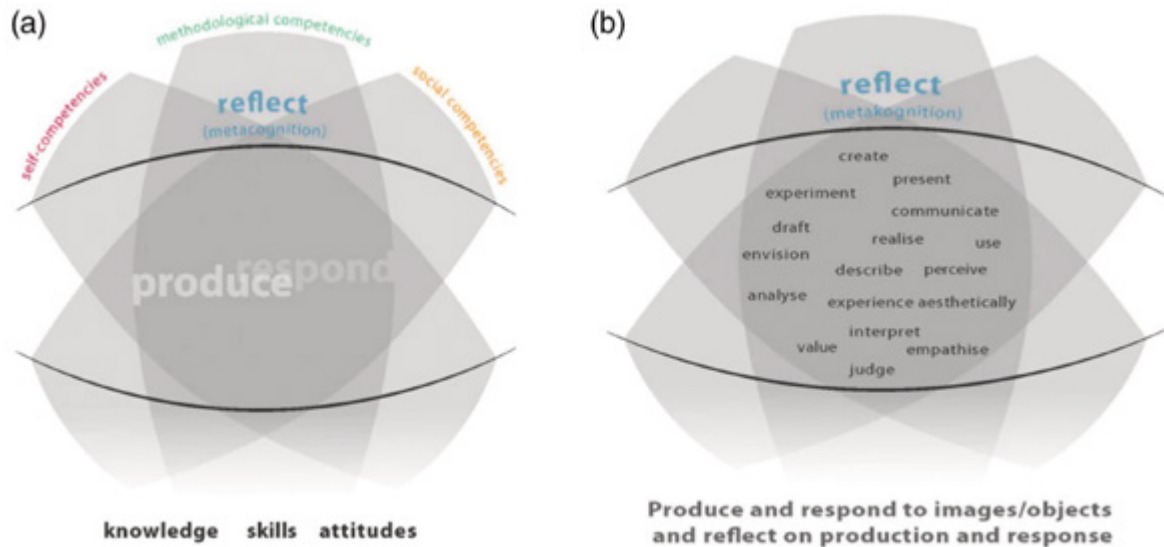 (a)
methodological competencies
self-competencies
social competencies
reflect
(metacognition)
respond
produce
knowledge skills attitudes
(b)
reflect
(metakognition)
create
present
experiment
communicate
draft
realise
use
envision
describe
perceive
analyse
experience aesthetically
interpret
value
empathise
judge
Produce and respond to images/objects
and reflect on production and response